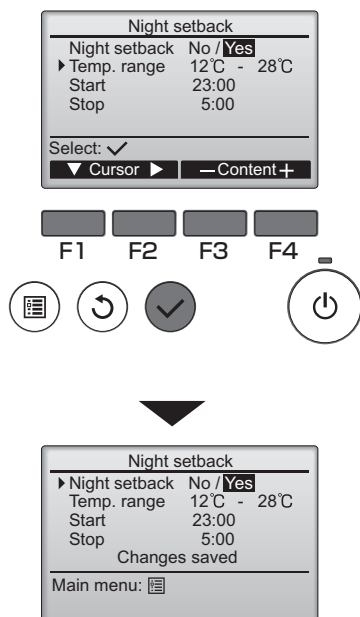 Night setback
Night setback No / Yes
Temp. range 12℃ - 28℃
Start 23:00
Stop 5:00
Select: ✓
▼ Cursor ▶ −Content+
F1 F2 F3 F4
Night setback
Night setback No / Yes
Temp. range 12℃ - 28℃
Start 23:00
Stop 5:00
Changes saved
Main menu: